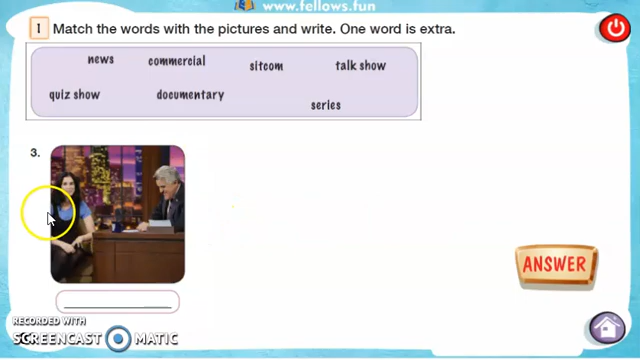 www.fellows.fun
1 Match the words with the pictures and write. One word is extra.
news commercial sitcom talk show
quiz show documentary series
3.
ANSWER
RECORDED WITH
SCREENCAST MATIC